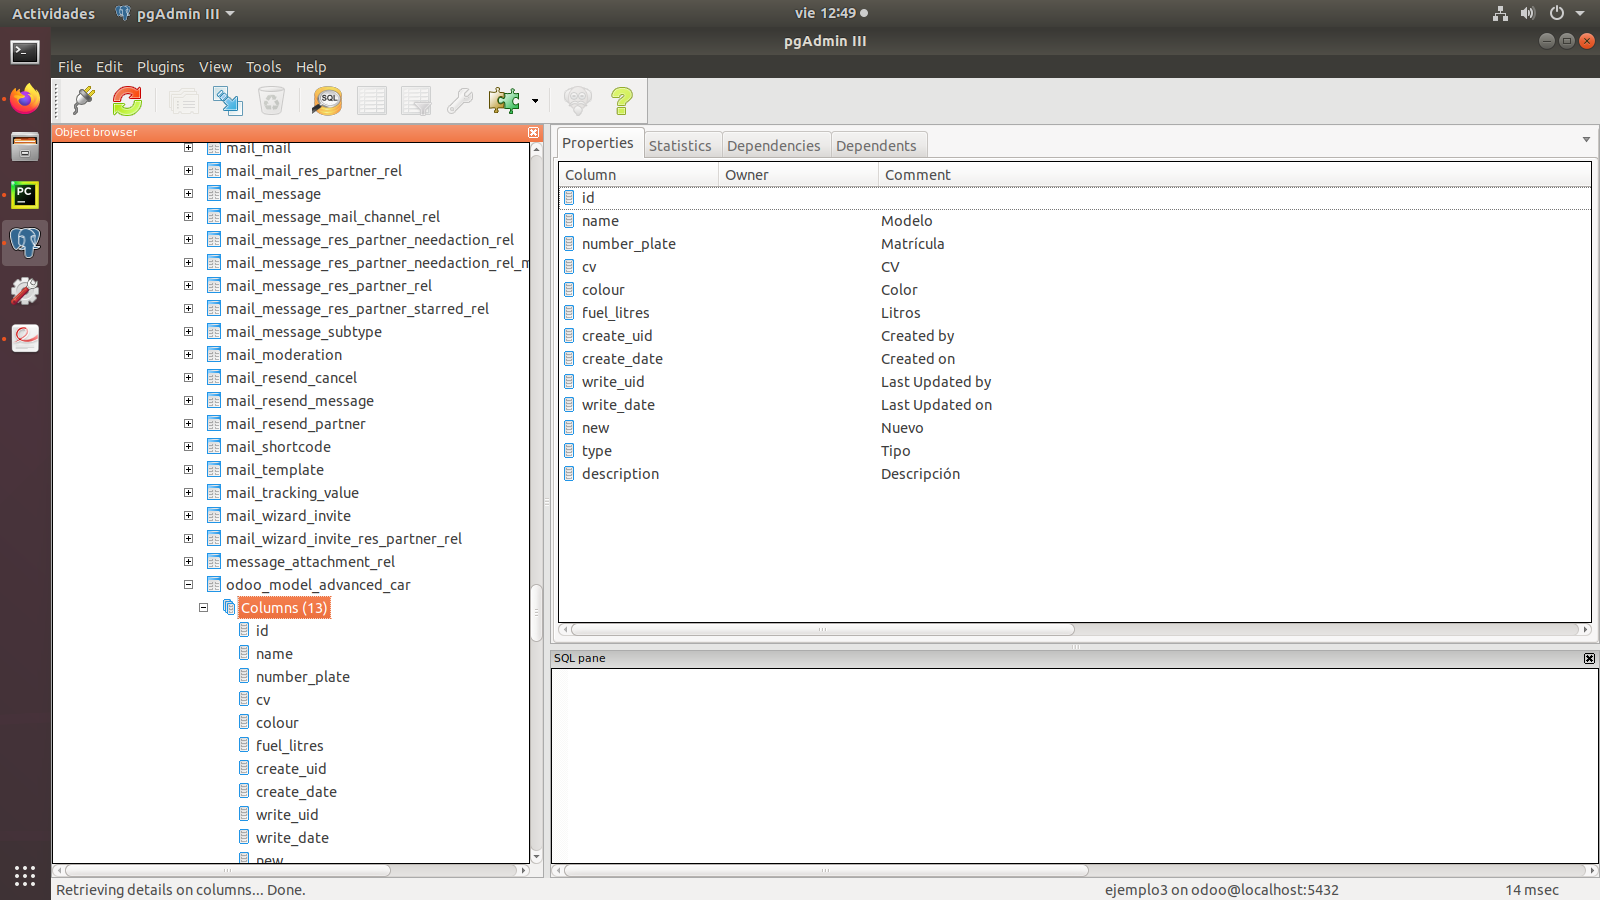 Actividades
pgAdmin III
vie 12:49
pgAdmin III
File Edit Plugins View Tools Help
SQL
Object browser
mail_mail
mail_mail_res_partner_rel
mail_message
mail_message_mail_channel_rel
mail_message_res_partner_needaction_rel
mail_message_res_partner_needaction_rel_m
mail_message_res_partner_rel
mail_message_res_partner_starred_rel
mail_message_subtype
mail_moderation
mail_resend_cancel
mail_resend_message
mail_resend_partner
mail_shortcode
mail_template
mail_tracking_value
mail_wizard_invite
mail_wizard_invite_res_partner_rel
message_attachment_rel
odoo_model_advanced_car
Columns (13)
id
name
number_plate
cv
colour
fuel_litres
create_uid
create_date
write_uid
write_date
new
Properties Statistics Dependencies Dependents
Column Owner Comment
id
name Modelo
number_plate Matrícula
cv CV
colour Color
fuel_litres Litros
create_uid Created by
create_date Created on
write_uid Last Updated by
write_date Last Updated on
new Nuevo
type Tipo
description Descripción
SQL pane
Retrieving details on columns... Done.
ejemplo3 on odoo@localhost:5432
14 msec
PC